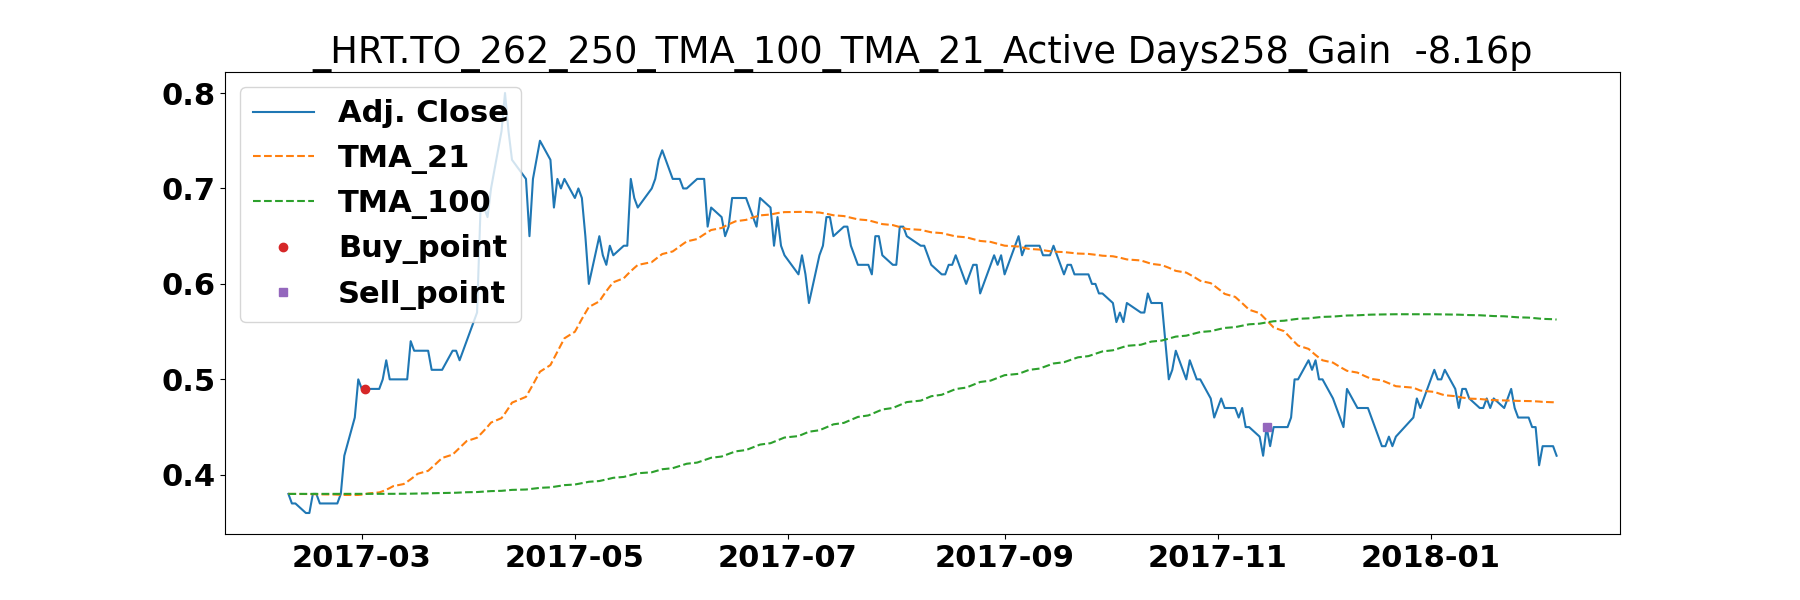 _HRT.TO_262_250_TMA_100_TMA_21_Active Days258_Gain  -8.16p
0.8
0.7
0.6
0.5
0.4
Adj. Close
TMA_21
TMA_100
Buy_point
Sell_point
2017-03 2017-05 2017-07 2017-09 2017-11 2018-01